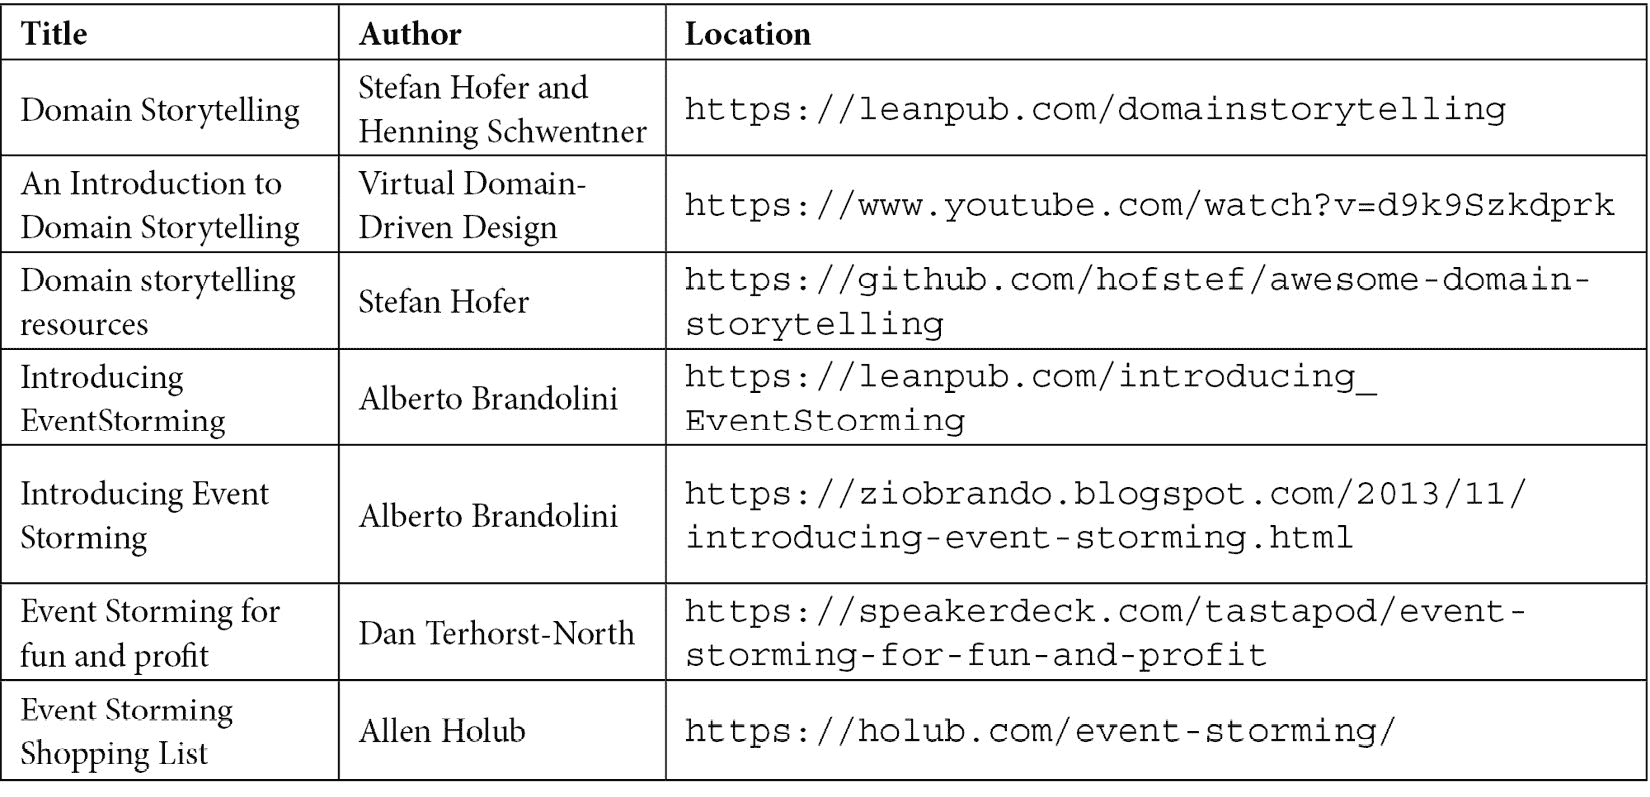 Title Author Location
Domain Storytelling
Stefan Hofer and
Henning Schwentner
https://leanpub.com/domainstorytelling
An Introduction to
Domain Storytelling
Virtual Domain-
Driven Design
https://www.youtube.com/watch?v=d9k9Szkdprk
Domain storytelling
resources
Stefan Hofer
https://github.com/hofstef/awesome-domain-
storytelling
Introducing
EventStorming
Alberto Brandolini
https://leanpub.com/introducing_
EventStorming
Introducing Event
Storming
Alberto Brandolini
https://ziobrando.blogspot.com/2013/11/
introducing-event-storming.html
Event Storming for
fun and profit
Dan Terhorst-North
https://speakerdeck.com/tastapod/event-
storming-for-fun-and-profit
Event Storming
Shopping List
Allen Holub
https://holub.com/event-storming/